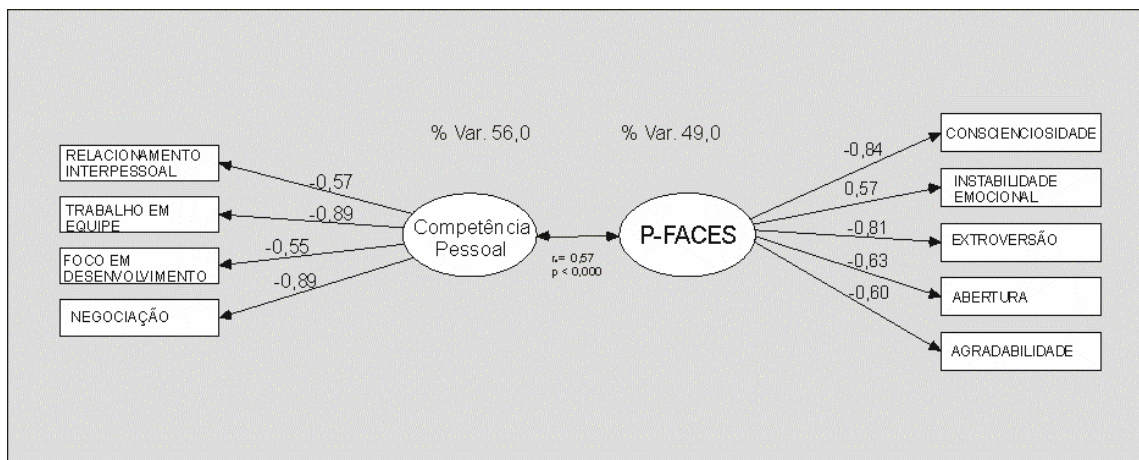 % Var. 56,0
% Var. 49,0
RELACIONAMENTO
INTERPESSOAL
TRABALHO EM
EQUIPE
FOCO EM
DESENVOLVIMENTO
NEGOCIAÇÃO
-0,57
-0,89
-0,55
-0,89
Competência
Pessoal
r= 0,57
p < 0,000
P-FACES
-0,84
0,57
-0,81
-0,63
-0,60
CONSCIENCIOSIDADE
INSTABILIDADE
EMOCIONAL
EXTROVERSÃO
ABERTURA
AGRADABILIDADE